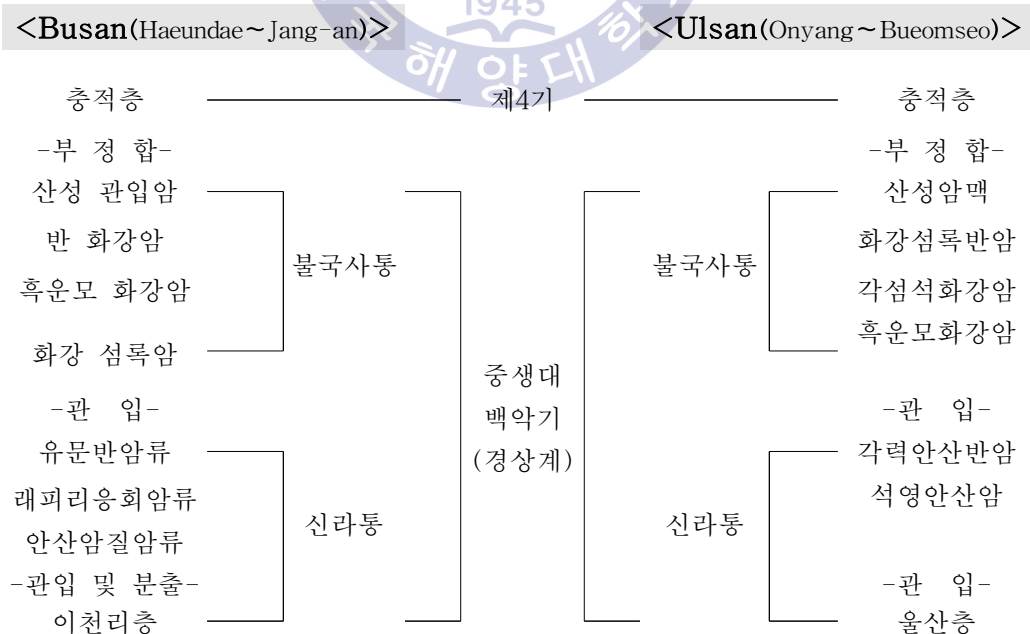 1945
국해양대학
<Busan(Haeundae~Jang-an)> <Ulsan(Onyang~Bueomseo)>
충적층 제4기 충적층
-부 정 합- -부 정 합-
산성 관입암 산성암맥
반 화강암 화강섬록반암
불국사통 불국사통
흑운모 화강암 각섬석화강암
흑운모화강암
화강 섬록암
중생대
-관 입- 백악기 -관 입-
유문반암류 (경상계) 각력안산반암
래피리응회암류 석영안산암
신라통 신라통
안산암질암류
-관입 및 분출- -관 입-
이천리층 울산층